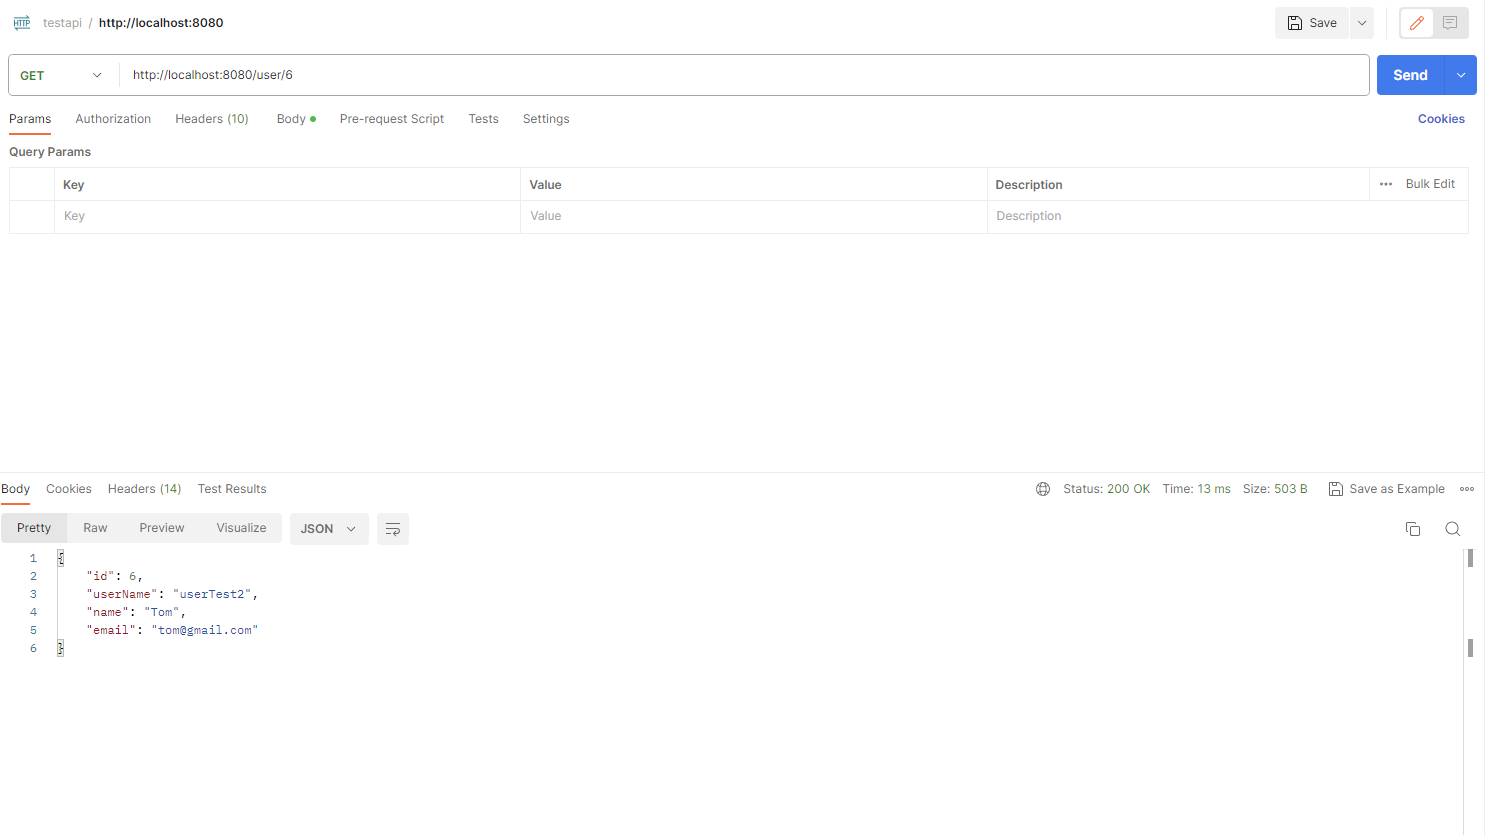 HTTP testapi / http://localhost:8080 Save
GET http://localhost:8080/user/6 Send
Params Authorization Headers (10) Body Pre-request Script Tests Settings Cookies
Query Params
Key Value Description ••• Bulk Edit
Key Value Description
Body Cookies Headers (14) Test Results Status: 200 OK Time: 13 ms Size: 503 B Save as Example
Pretty Raw Preview Visualize JSON
1 {
2 "id": 6,
3 "userName": "userTest2",
4 "name": "Tom",
5 "email": "tom@gmail.com"
6 }